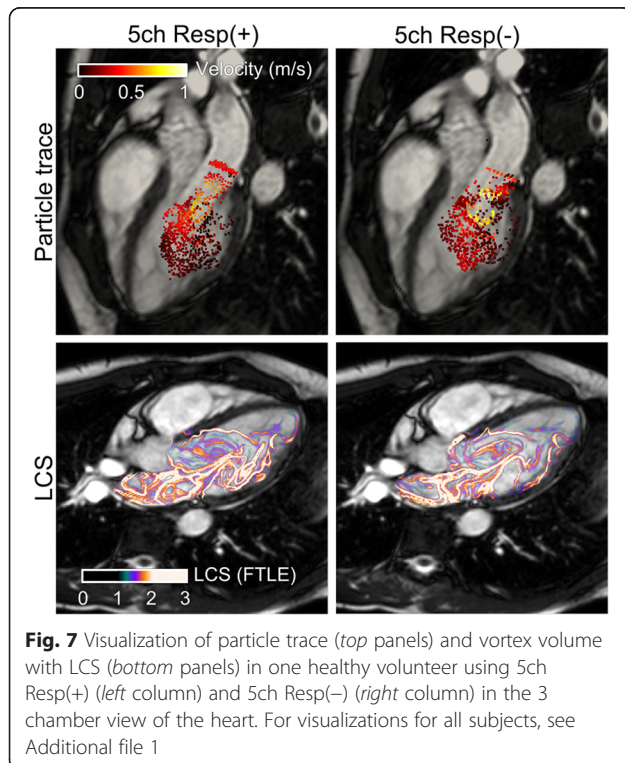 5ch Resp(+) 5ch Resp(-)
Particle trace
Velocity (m/s)
0 0.5 1
LCS
LCS (FTLE)
0 1 2 3
Fig. 7 Visualization of particle trace (top panels) and vortex volume
with LCS (bottom panels) in one healthy volunteer using 5ch
Resp(+) (left column) and 5ch Resp(−) (right column) in the 3
chamber view of the heart. For visualizations for all subjects, see
Additional file 1